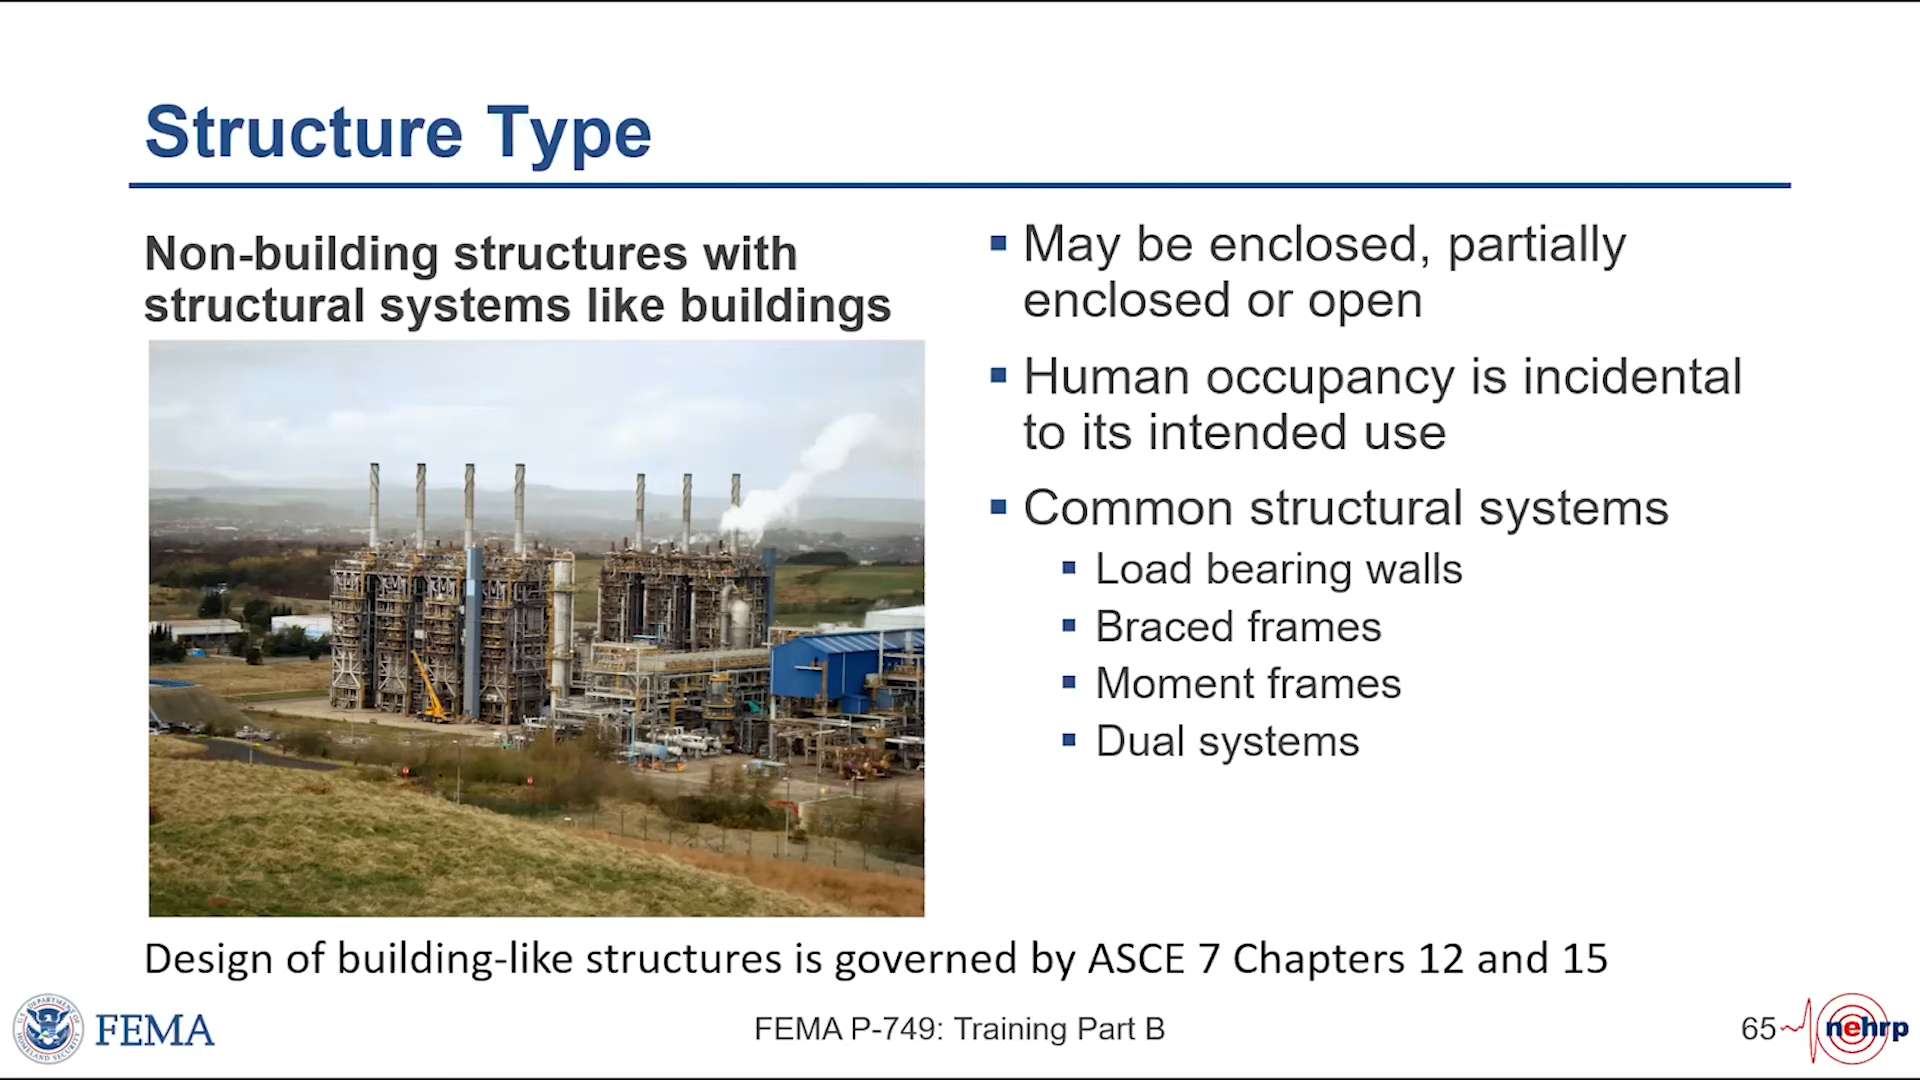 Structure Type
Non-building structures with
structural systems like buildings
▪ May be enclosed, partially
enclosed or open
▪ Human occupancy is incidental
to its intended use
▪ Common structural systems
▪ Load bearing walls
▪ Braced frames
▪ Moment frames
▪ Dual systems
Design of building-like structures is governed by ASCE 7 Chapters 12 and 15
FEMA
FEMA P-749: Training Part B
65
nehrp